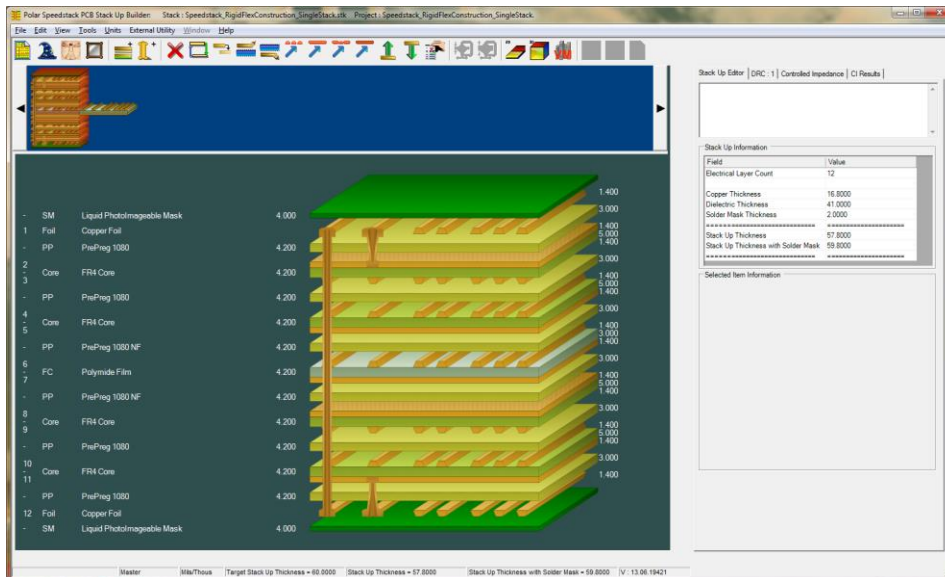 Polar Speedstack PCB Stack Up Builder: Stack : Speedstack_RigidFlexConstruction_SingleStack.stk Project : Speedstack_RigidFlexConstruction_SingleStack.
File Edit View Tools Units External Utility Window Help
Stack Up Editor DRC : 1 Controlled Impedance CI Results
Stack Up Information
Field Value
Electrical Layer Count 12
Copper Thickness 16.8000
Dielectric Thickness 41.0000
Solder Mask Thickness 2.0000
============================ ====================
Stack Up Thickness 57.8000
Stack Up Thickness with Solder Mask 59.8000
============================ ====================
Selected Item Information
- SM Liquid PhotoImageable Mask 4.000
1 Foil Copper Foil
- PP PrePreg 1080 4.200
2
- Core FR4 Core 4.200
3
- PP PrePreg 1080 4.200
4
- Core FR4 Core 4.200
5
- PP PrePreg 1080 NF 4.200
6
- FC Polymide Film 4.200
7
- PP PrePreg 1080 NF 4.200
8
- Core FR4 Core 4.200
9
- PP PrePreg 1080 4.200
10
- Core FR4 Core 4.200
11
- PP PrePreg 1080 4.200
12 Foil Copper Foil
- SM Liquid PhotoImageable Mask 4.000
1.400
3.000
1.400
5.000
1.400
3.000
1.400
5.000
1.400
3.000
1.400
3.000
1.400
3.000
1.400
5.000
1.400
3.000
1.400
5.000
1.400
3.000
1.400
Master Mils/Thous Target Stack Up Thickness = 60.0000 Stack Up Thickness = 57.8000 Stack Up Thickness with Solder Mask = 59.8000 V : 13.06.19421